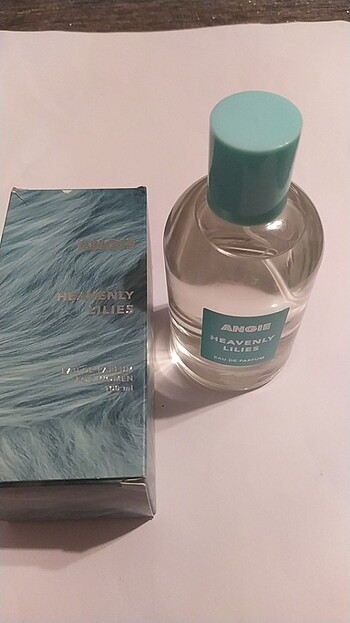 ANGIE
HEAVENLY
LILIES
EAU DE PARFUM
FOR WOMEN
100 ml
ANGIE
HEAVENLY
LILIES
EAU DE PARFUM